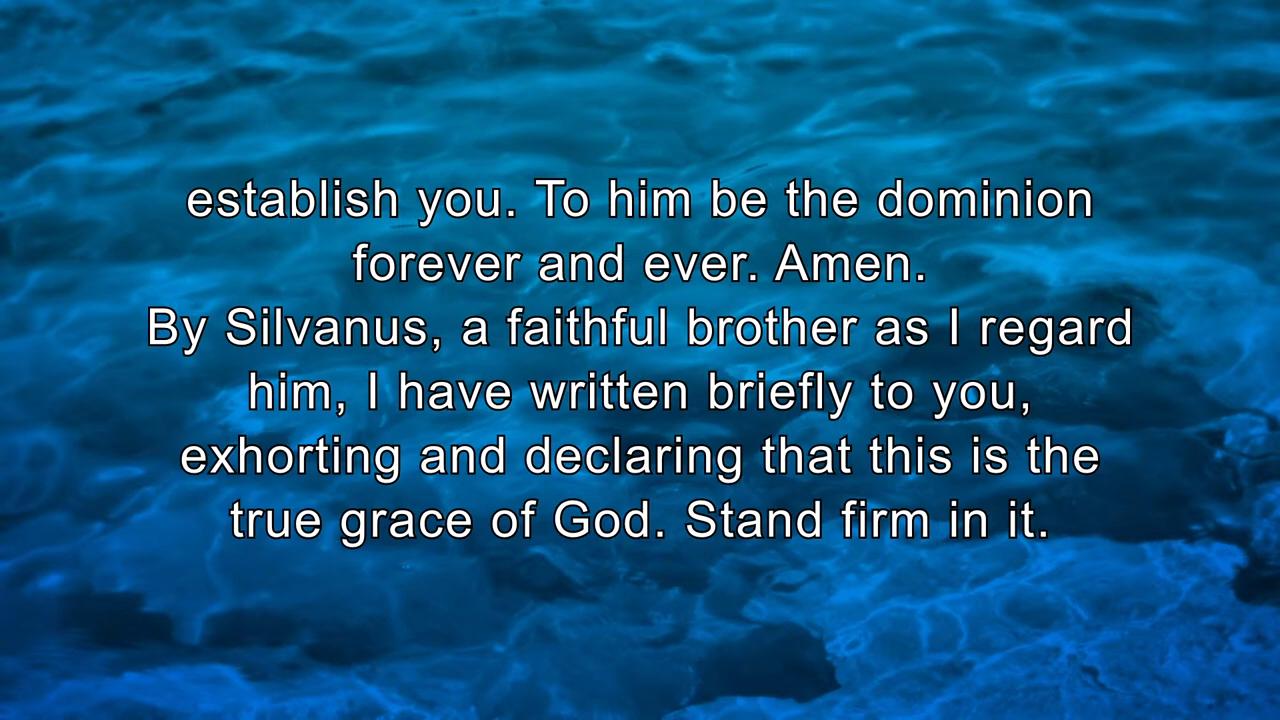 establish you. To him be the dominion
forever and ever. Amen.
By Silvanus, a faithful brother as I regard
him, I have written briefly to you,
exhorting and declaring that this is the
true grace of God. Stand firm in it.